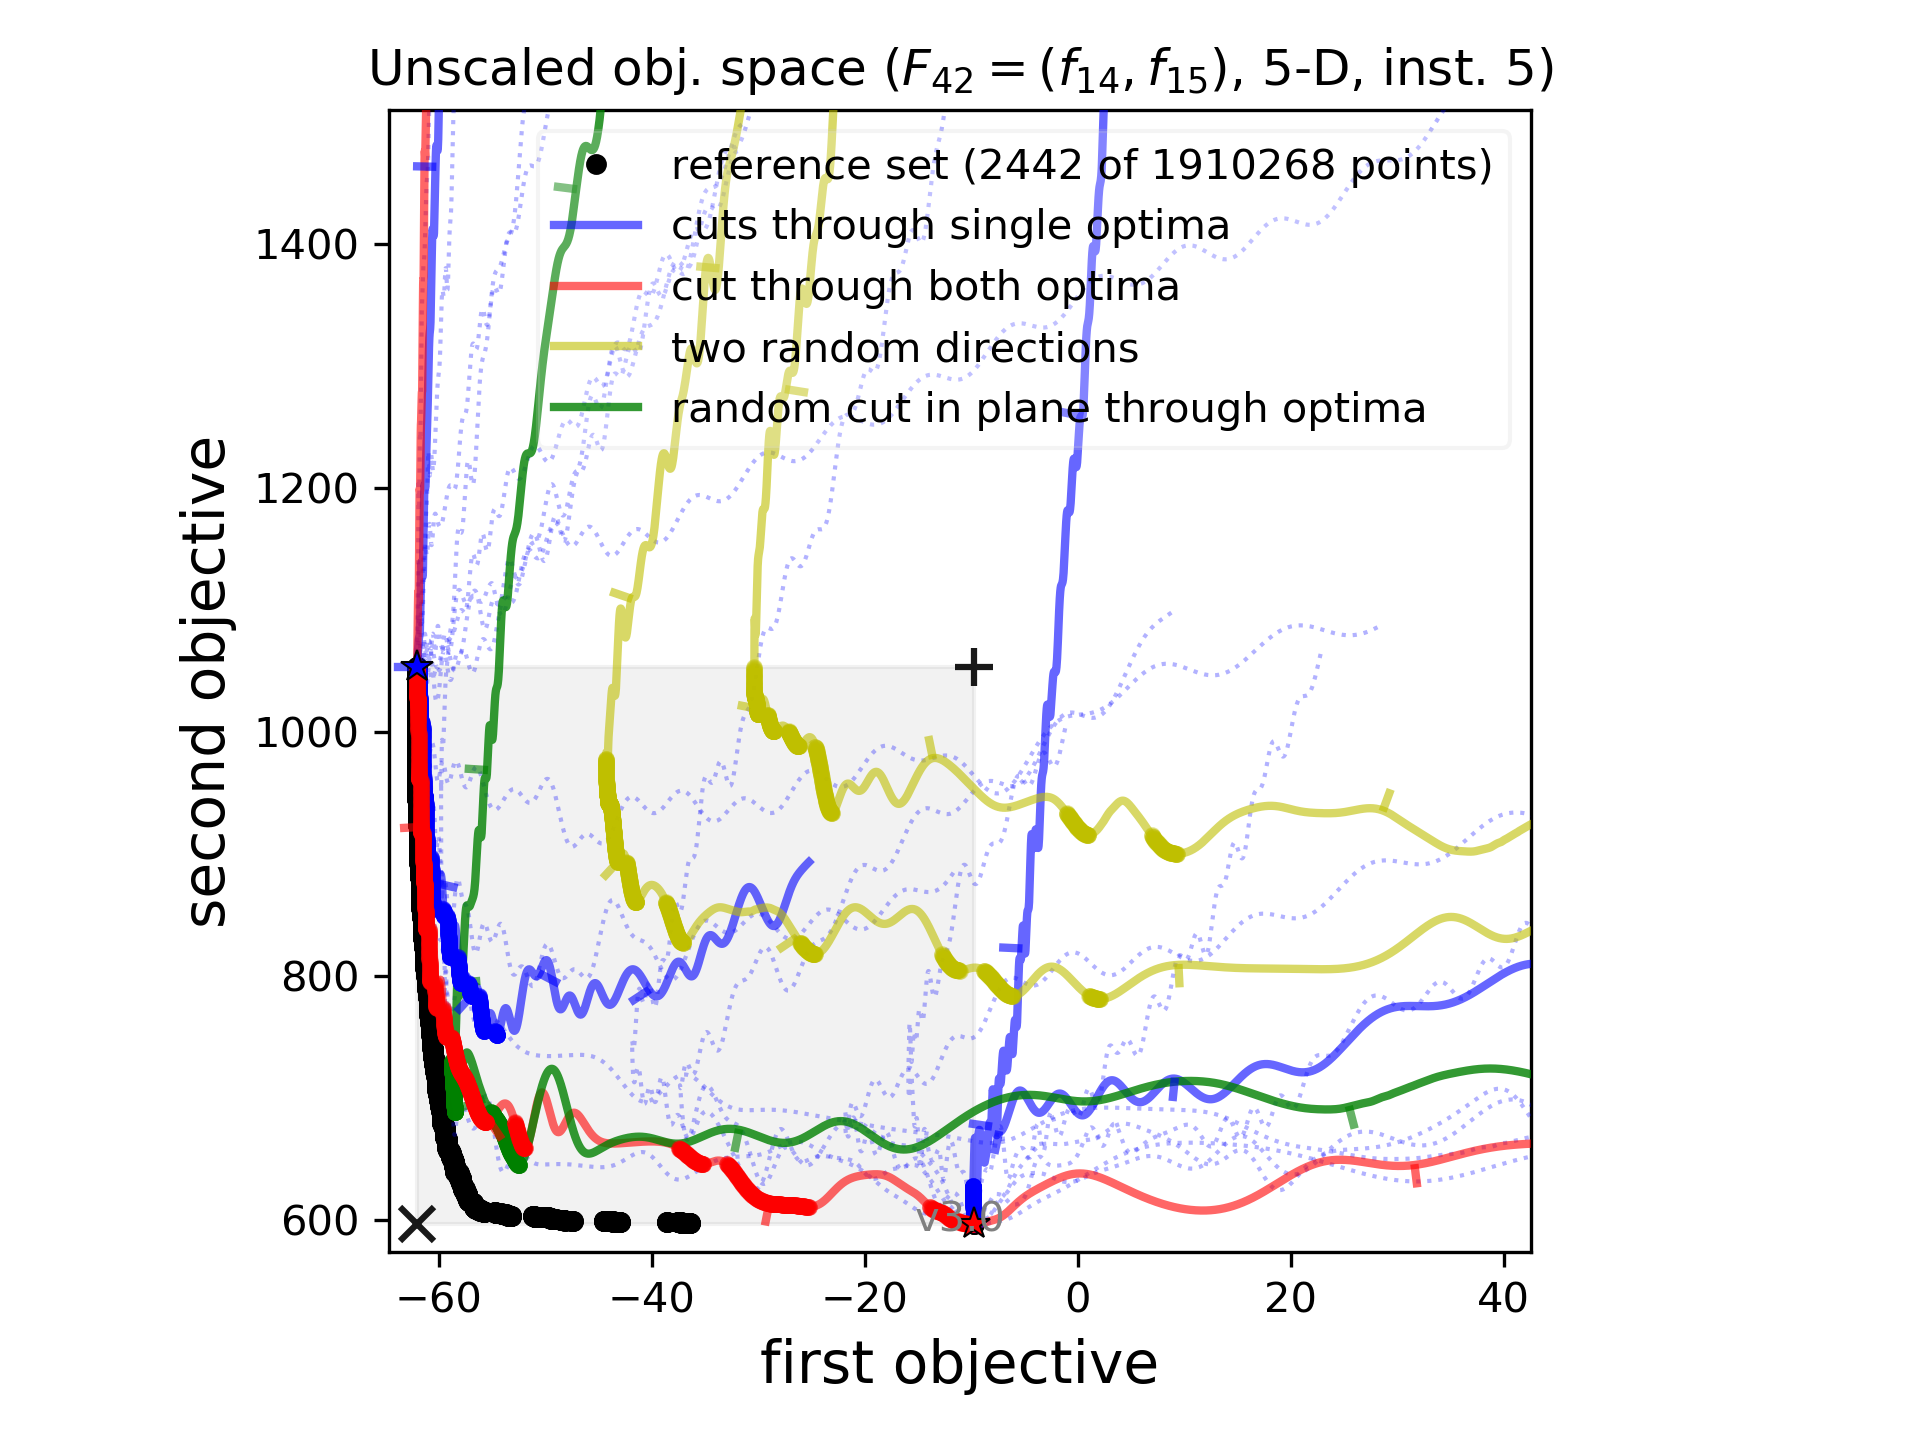 Unscaled obj. space (F₄₂ = (f₁₄, f₁₅), 5-D, inst. 5)
reference set (2442 of 1910268 points)
cuts through single optima
cut through both optima
two random directions
random cut in plane through optima
second objective
1400
1200
1000
800
600
v3.0
−60 −40 −20 0 20 40
first objective